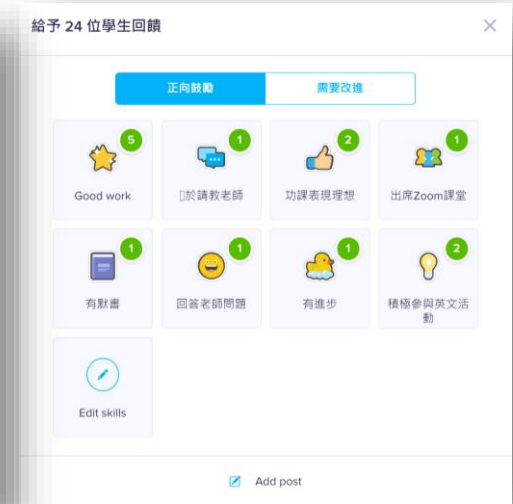 給予 24 位學生回饋
正向鼓勵
需要改進
5
Good work
1
於請教老師
2
功課表現理想
1
出席Zoom課堂
1
有默書
1
回答老師問題
1
有進步
2
積極參與英文活
動
Edit skills
Add post